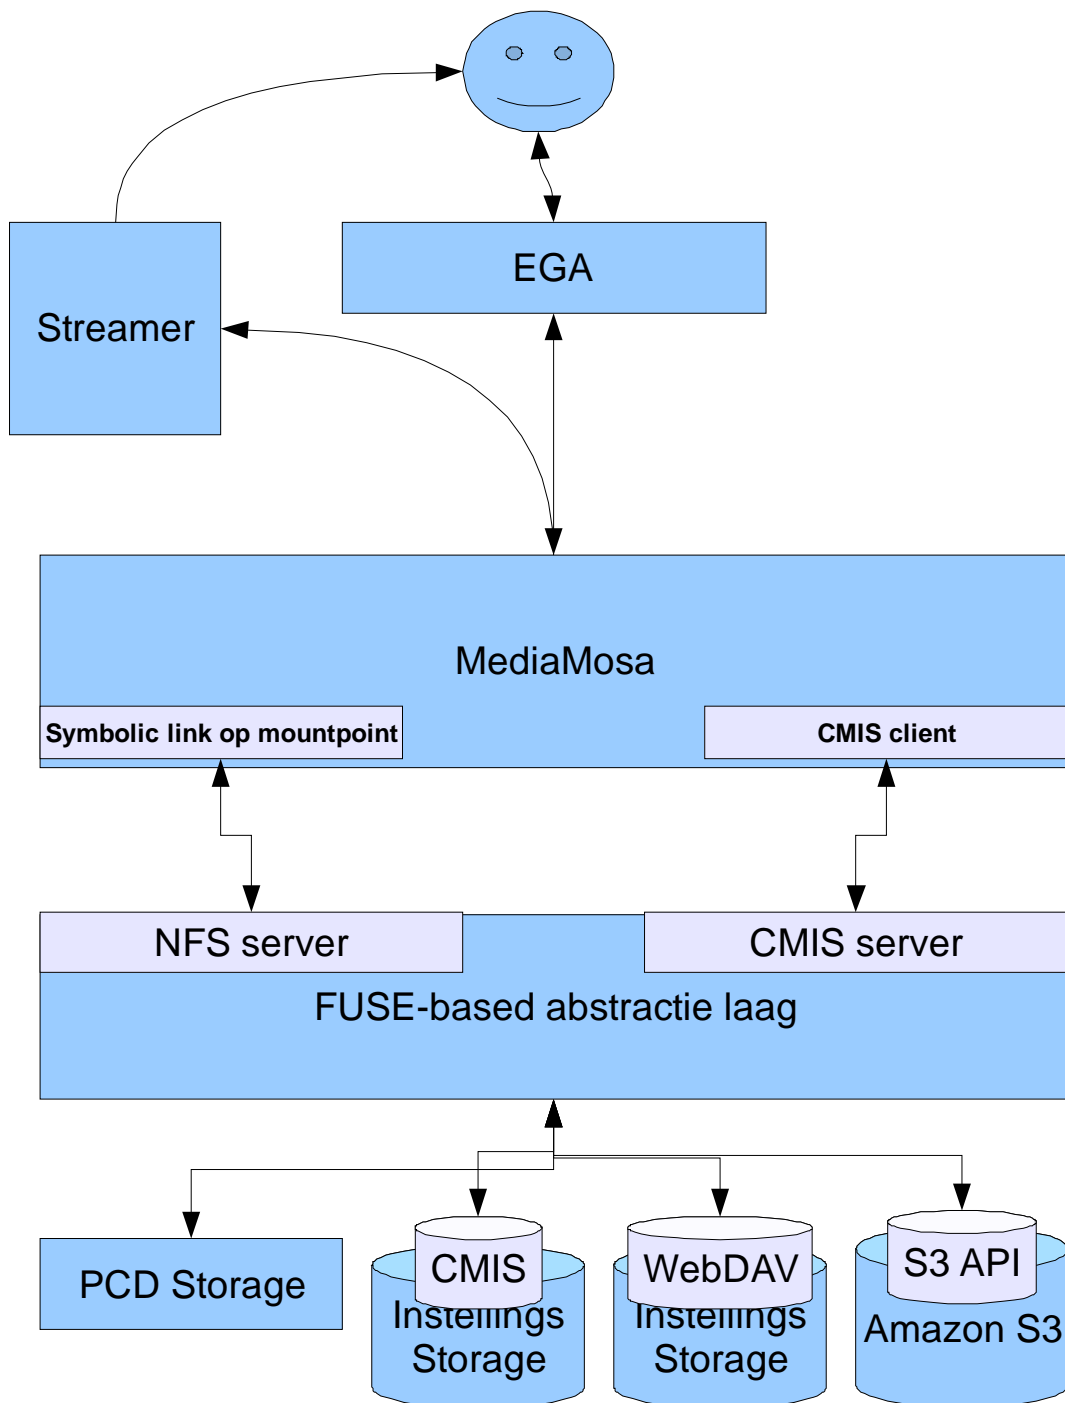 EGA
Streamer
MediaMosa
Symbolic link op mountpoint
CMIS client
NFS server
CMIS server
FUSE-based abstractie laag
PCD Storage
CMIS
Instellings
Storage
WebDAV
Instellings
Storage
S3 API
Amazon S3